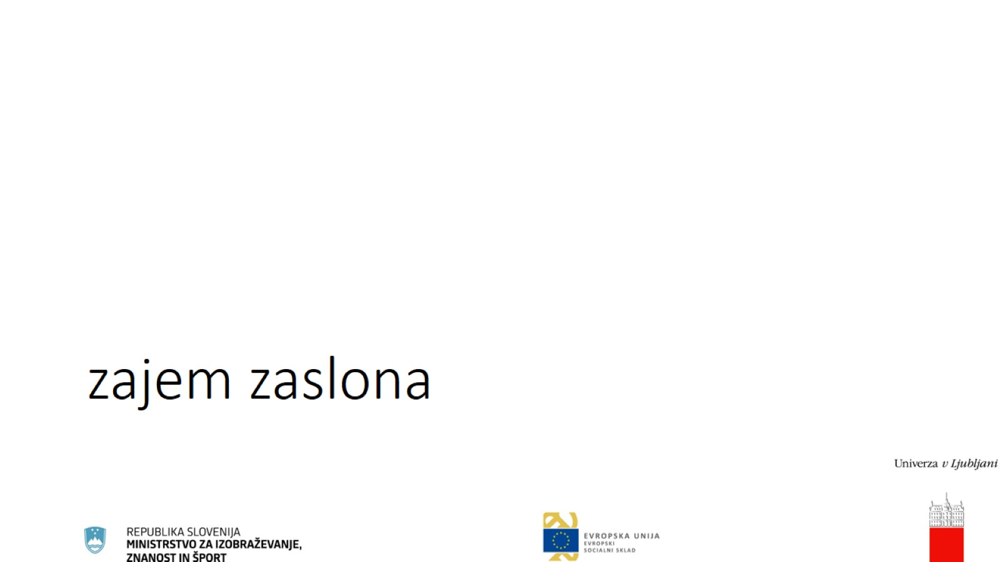 zajem zaslona
Univerza v Ljubljani
REPUBLIKA SLOVENIJA
MINISTRSTVO ZA IZOBRAŽEVANJE,
ZNANOST IN ŠPORT
EVROPSKA UNIJA
EVROPSKI
SOCIALNI SKLAD